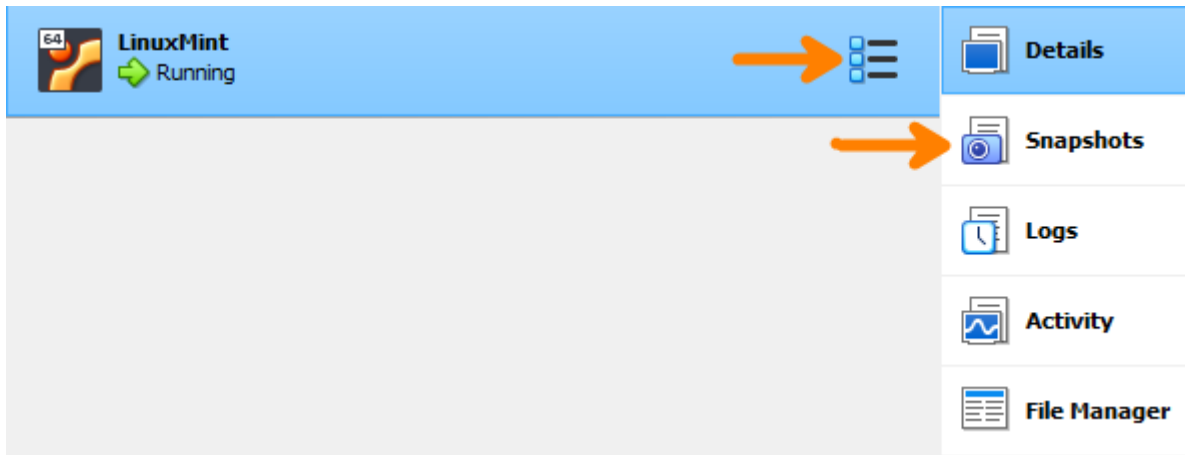 64
LinuxMint
Running
Details
Snapshots
Logs
Activity
File Manager